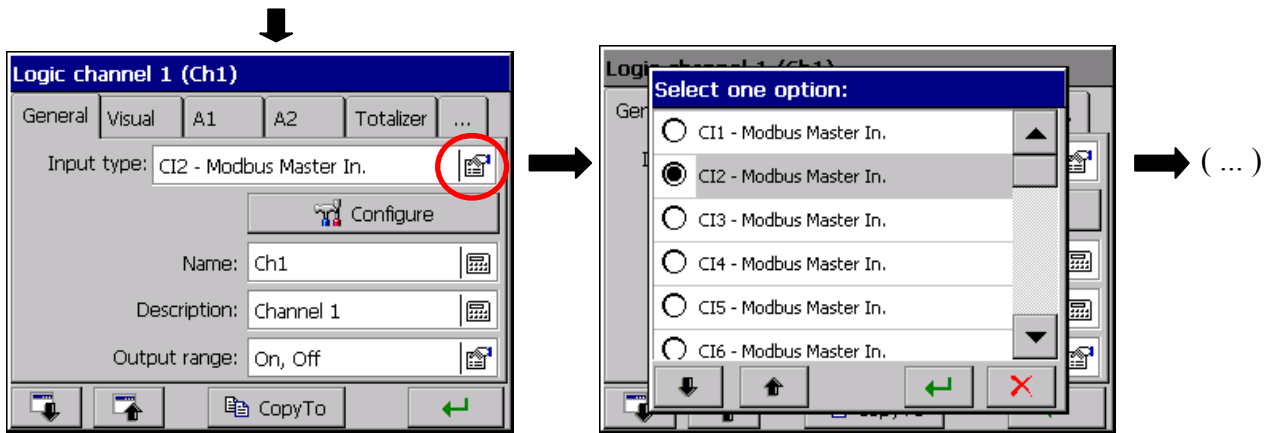 Logic channel 1 (Ch1)
General Visual A1 A2 Totalizer ...
Input type: CI2 - Modbus Master In.
Configure
Name: Ch1
Description: Channel 1
Output range: On, Off
CopyTo
Select one option:
CI1 - Modbus Master In.
CI2 - Modbus Master In.
CI3 - Modbus Master In.
CI4 - Modbus Master In.
CI5 - Modbus Master In.
CI6 - Modbus Master In.
( ... )